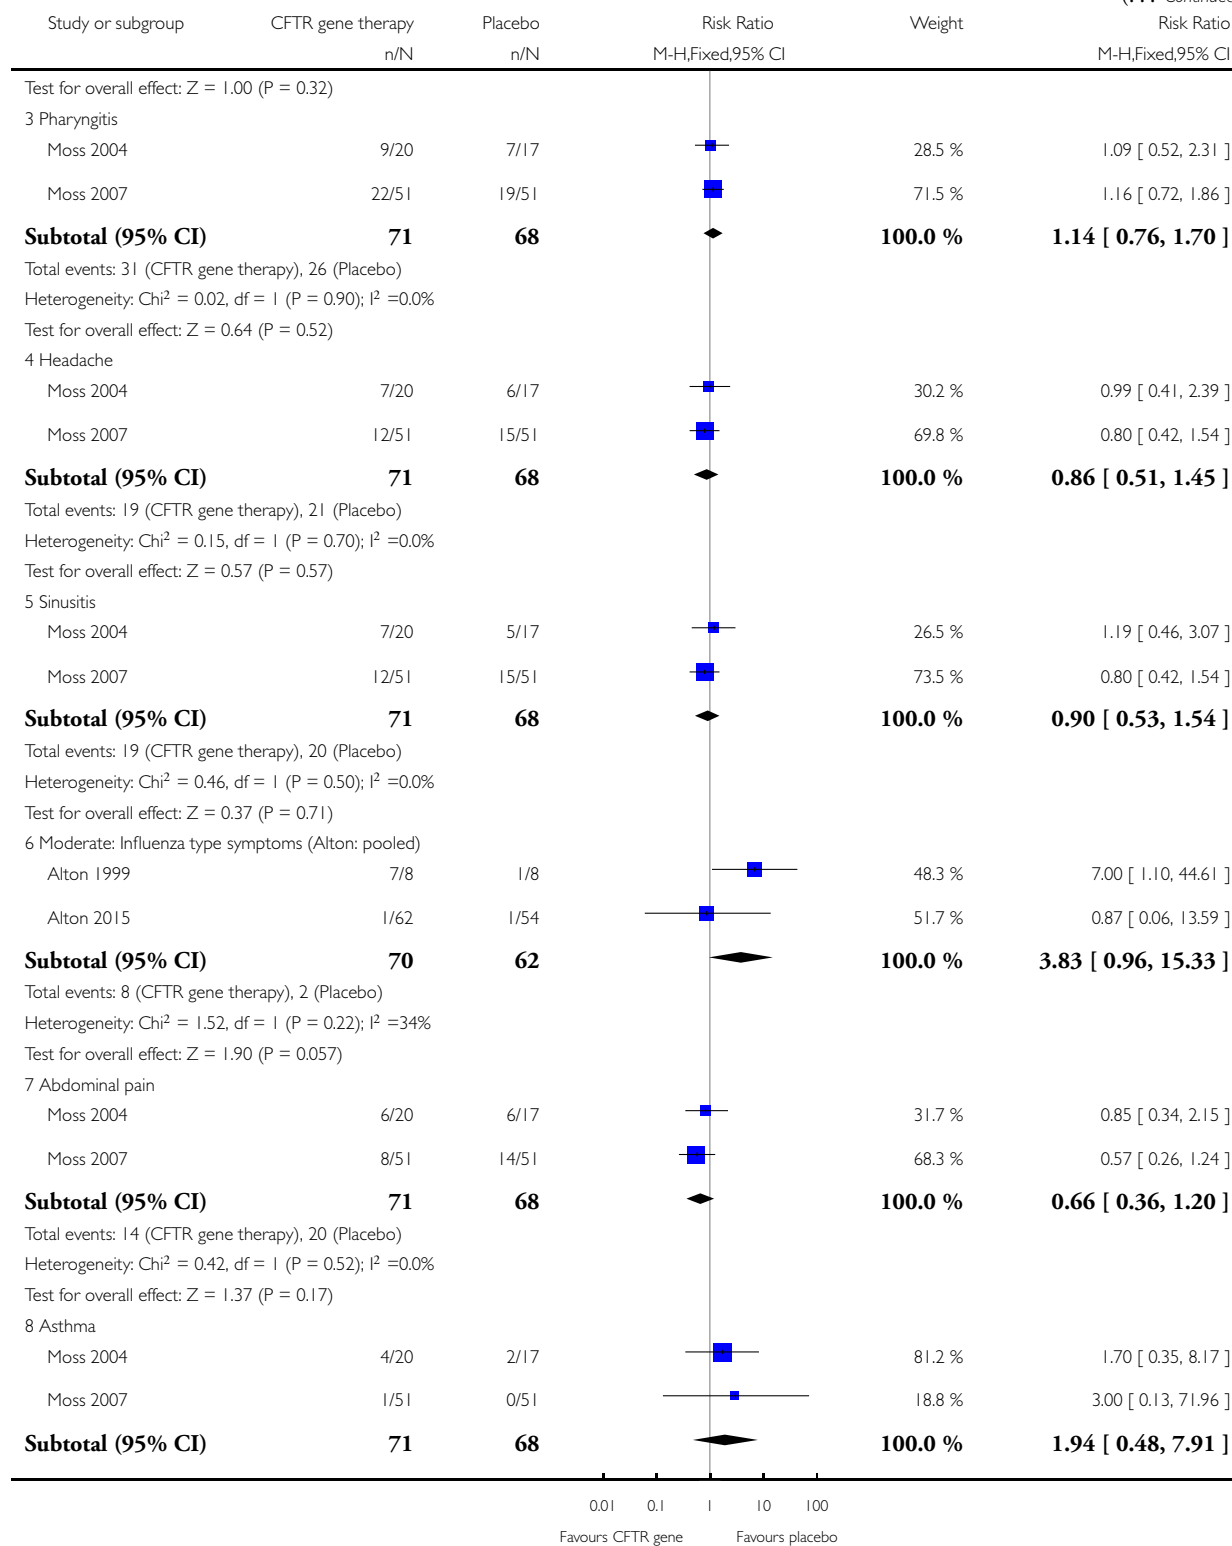 (... Continued
Study or subgroup CFTR gene therapy Placebo Risk Ratio Weight Risk Ratio
n/N n/N M-H,Fixed,95% CI M-H,Fixed,95% CI
Test for overall effect: Z = 1.00 (P = 0.32)
3 Pharyngitis
Moss 2004 9/20 7/17 28.5 % 1.09 [ 0.52, 2.31 ]
Moss 2007 22/51 19/51 71.5 % 1.16 [ 0.72, 1.86 ]
Subtotal (95% CI) 71 68 100.0 % 1.14 [ 0.76, 1.70 ]
Total events: 31 (CFTR gene therapy), 26 (Placebo)
Heterogeneity: Chi² = 0.02, df = 1 (P = 0.90); I² =0.0%
Test for overall effect: Z = 0.64 (P = 0.52)
4 Headache
Moss 2004 7/20 6/17 30.2 % 0.99 [ 0.41, 2.39 ]
Moss 2007 12/51 15/51 69.8 % 0.80 [ 0.42, 1.54 ]
Subtotal (95% CI) 71 68 100.0 % 0.86 [ 0.51, 1.45 ]
Total events: 19 (CFTR gene therapy), 21 (Placebo)
Heterogeneity: Chi² = 0.15, df = 1 (P = 0.70); I² =0.0%
Test for overall effect: Z = 0.57 (P = 0.57)
5 Sinusitis
Moss 2004 7/20 5/17 26.5 % 1.19 [ 0.46, 3.07 ]
Moss 2007 12/51 15/51 73.5 % 0.80 [ 0.42, 1.54 ]
Subtotal (95% CI) 71 68 100.0 % 0.90 [ 0.53, 1.54 ]
Total events: 19 (CFTR gene therapy), 20 (Placebo)
Heterogeneity: Chi² = 0.46, df = 1 (P = 0.50); I² =0.0%
Test for overall effect: Z = 0.37 (P = 0.71)
6 Moderate: Influenza type symptoms (Alton: pooled)
Alton 1999 7/8 1/8 48.3 % 7.00 [ 1.10, 44.61 ]
Alton 2015 1/62 1/54 51.7 % 0.87 [ 0.06, 13.59 ]
Subtotal (95% CI) 70 62 100.0 % 3.83 [ 0.96, 15.33 ]
Total events: 8 (CFTR gene therapy), 2 (Placebo)
Heterogeneity: Chi² = 1.52, df = 1 (P = 0.22); I² =34%
Test for overall effect: Z = 1.90 (P = 0.057)
7 Abdominal pain
Moss 2004 6/20 6/17 31.7 % 0.85 [ 0.34, 2.15 ]
Moss 2007 8/51 14/51 68.3 % 0.57 [ 0.26, 1.24 ]
Subtotal (95% CI) 71 68 100.0 % 0.66 [ 0.36, 1.20 ]
Total events: 14 (CFTR gene therapy), 20 (Placebo)
Heterogeneity: Chi² = 0.42, df = 1 (P = 0.52); I² =0.0%
Test for overall effect: Z = 1.37 (P = 0.17)
8 Asthma
Moss 2004 4/20 2/17 81.2 % 1.70 [ 0.35, 8.17 ]
Moss 2007 1/51 0/51 18.8 % 3.00 [ 0.13, 71.96 ]
Subtotal (95% CI) 71 68 100.0 % 1.94 [ 0.48, 7.91 ]
0.01 0.1 1 10 100
Favours CFTR gene Favours placebo